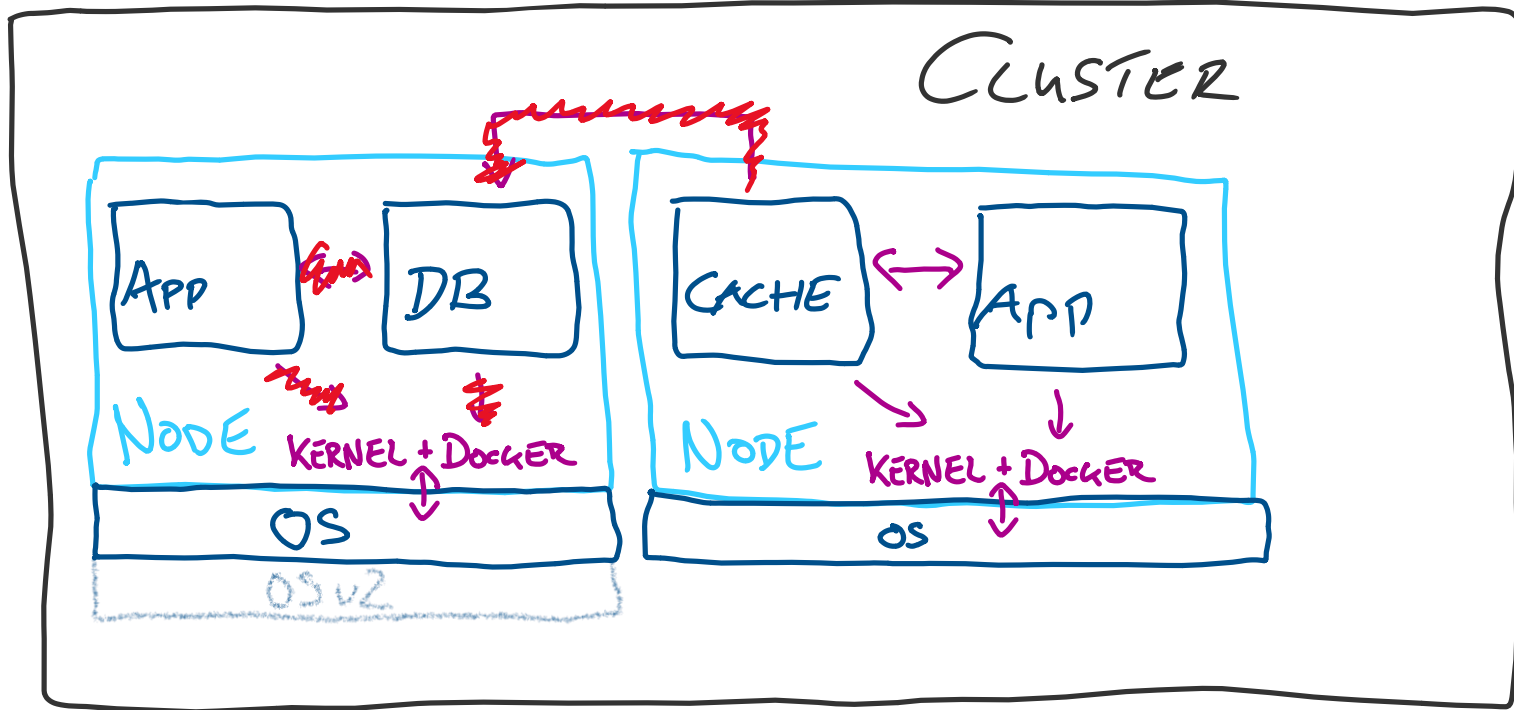 CLUSTER
APP
DB
NODE
KERNEL + DOCKER
OS
OS v2
CACHE
APP
NODE
KERNEL + DOCKER
OS